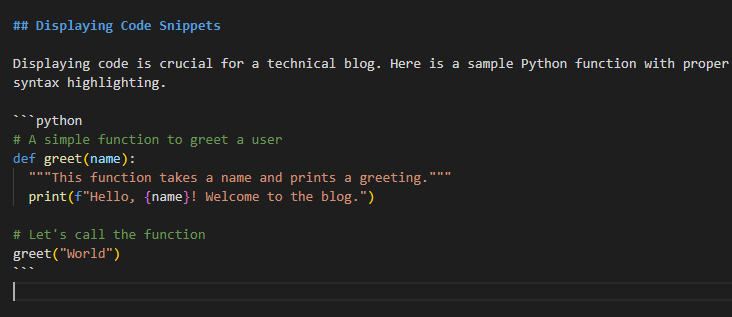 ## Displaying Code Snippets
Displaying code is crucial for a technical blog. Here is a sample Python function with proper
syntax highlighting.
```python
# A simple function to greet a user
def greet(name):
  """This function takes a name and prints a greeting."""
  print(f"Hello, {name}! Welcome to the blog.")
# Let's call the function
greet("World")
```